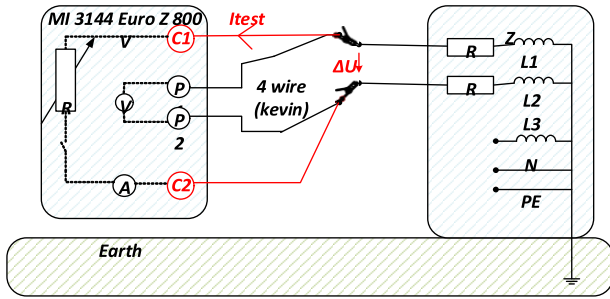 MI 3144 Euro Z 800
V
C1
Itest
R
V
P
P
2
4 wire
(kevin)
ΔU
A
C2
R
Z
L1
R
L2
L3
N
PE
Earth